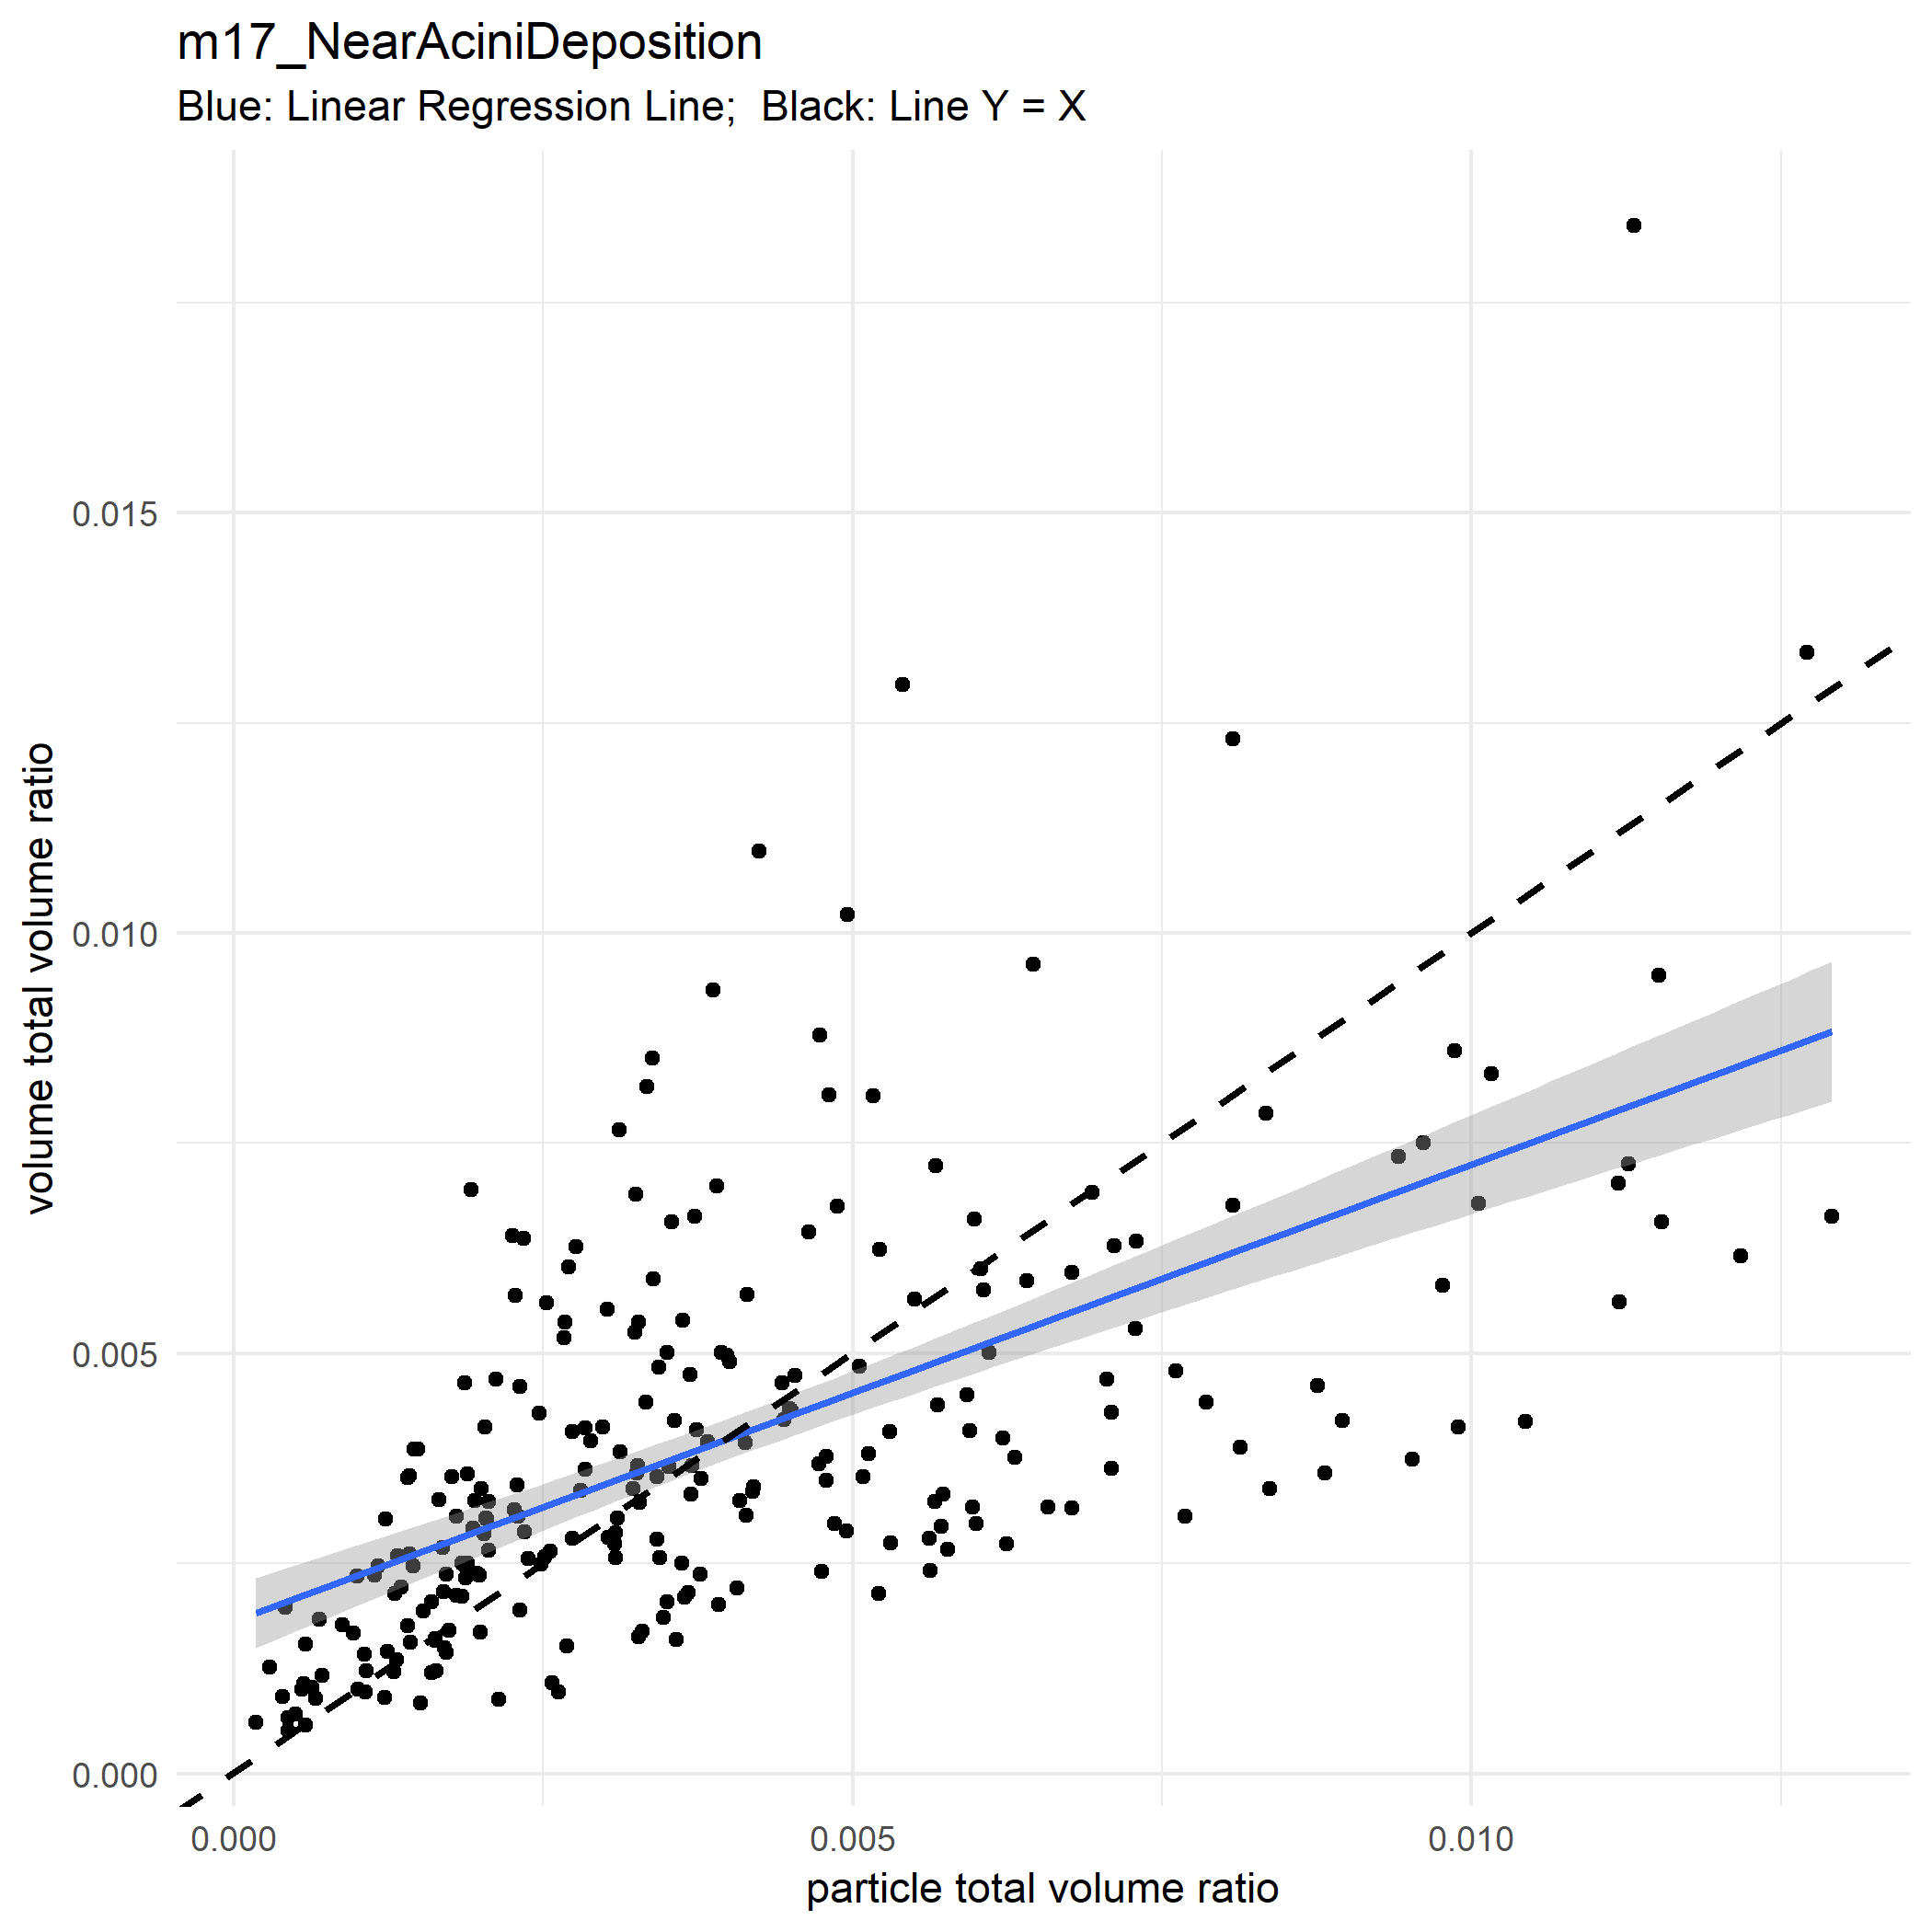 m17_NearAciniDeposition
Blue: Linear Regression Line;  Black: Line Y = X
volume total volume ratio
0.015
0.010
0.005
0.000
0.000
0.005
0.010
particle total volume ratio